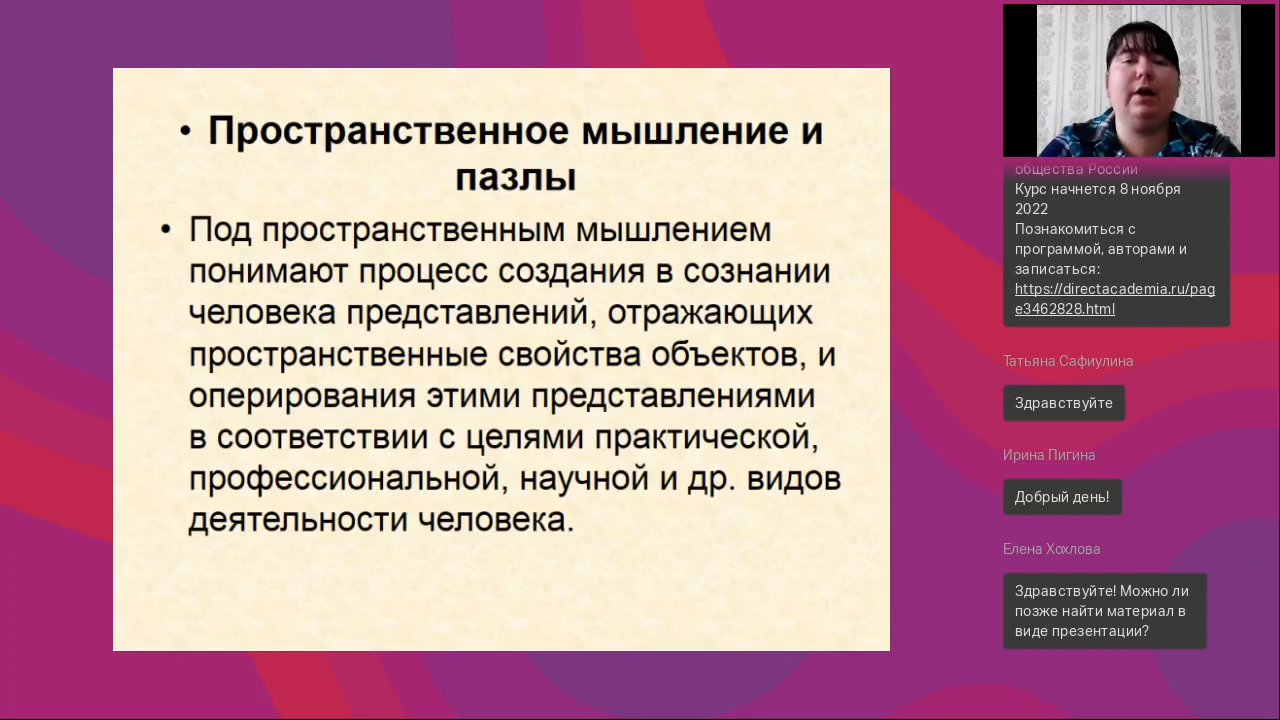 • Пространственное мышление и
пазлы
• Под пространственным мышлением
понимают процесс создания в сознании
человека представлений, отражающих
пространственные свойства объектов, и
оперирования этими представлениями
в соответствии с целями практической,
профессиональной, научной и др. видов
деятельности человека.
общества России
Курс начнется 8 ноября
2022
Познакомиться с
программой, авторами и
записаться:
https://directacademia.ru/pag
e3462828.html
Татьяна Сафиулина
Здравствуйте
Ирина Пигина
Добрый день!
Елена Хохлова
Здравствуйте! Можно ли
позже найти материал в
виде презентации?